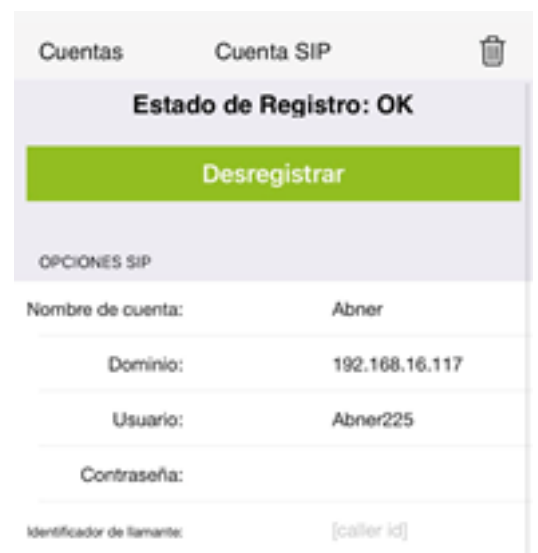 Cuentas Cuenta SIP
Estado de Registro: OK
Desregistrar
OPCIONES SIP
Nombre de cuenta: Abner
Dominio: 192.168.16.117
Usuario: Abner225
Contraseña:
Identificador de llamante: [caller id]